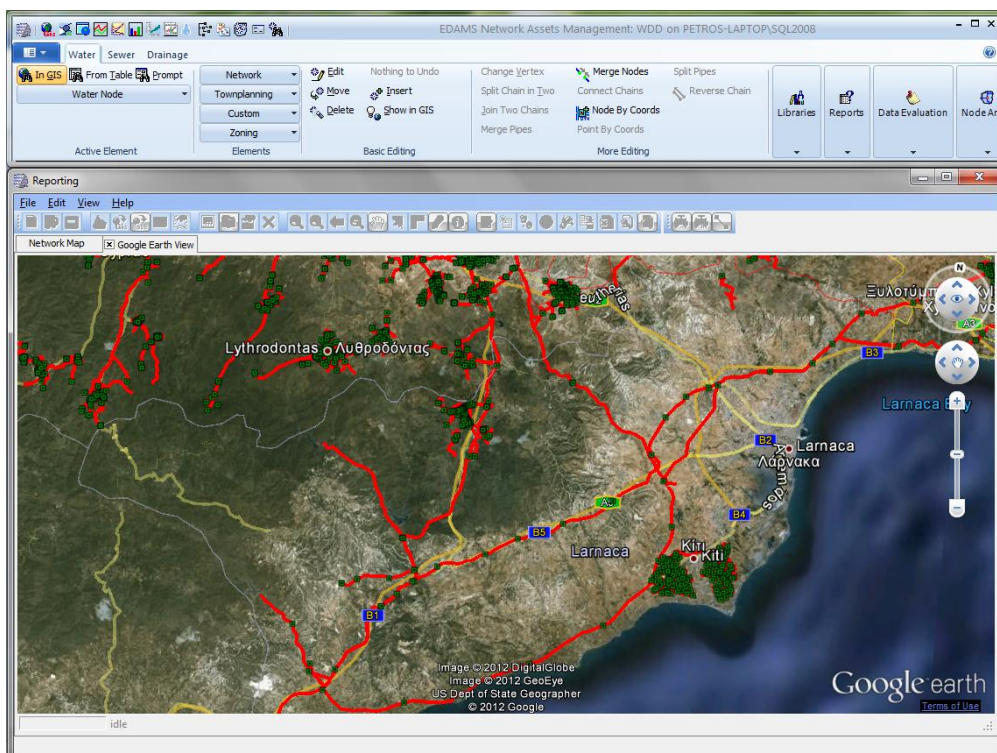 EDAMS Network Assets Management: WDD on PETROS-LAPTOP\SQL2008
Water Sewer Drainage
In GIS From Table Prompt
Water Node
Active Element
Network
Townplanning
Custom
Zoning
Elements
Edit Nothing to Undo
Move Insert
Delete Show in GIS
Basic Editing
Change Vertex Merge Nodes Split Pipes
Split Chain in Two Connect Chains Reverse Chain
Join Two Chains Node By Coords
Merge Pipes Point By Coords
More Editing
Libraries
Reports
Data Evaluation
Reporting
File Edit View Help
Network Map Google Earth View
N
A3
B3
Larnaca
Lythrodontas Λυθροδόντας
B2 Larnaca
Λάρνακα
B4
B5
Larnaca
Κίτι
Kiti
B1
Image © 2012 DigitalGlobe
Image © 2012 GeoEye
US Dept of State Geographer
© 2012 Google
Google earth
Terms of Use
idle